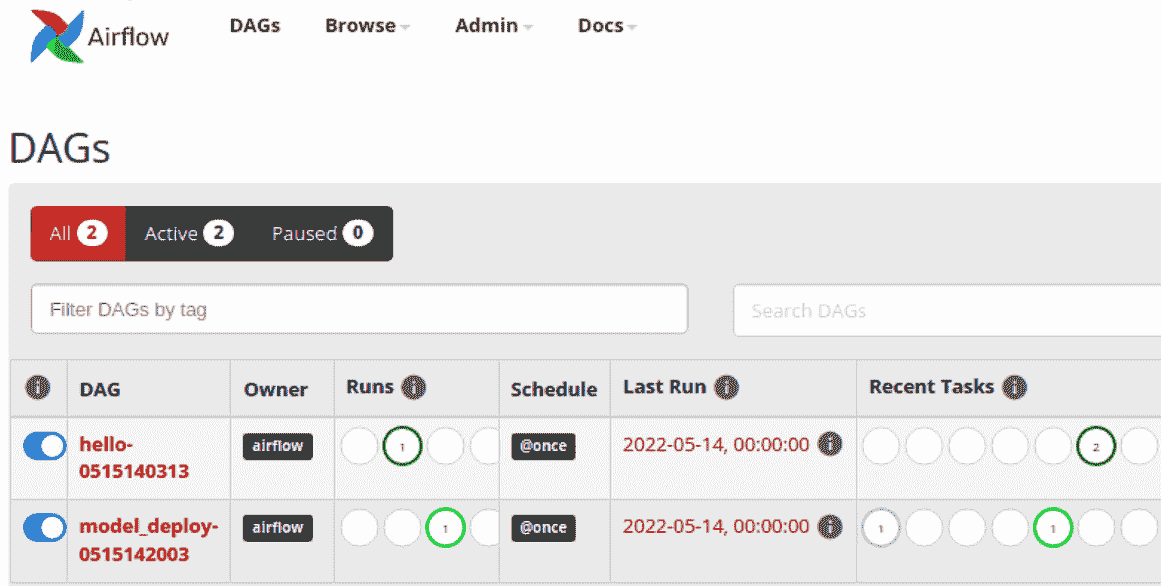 Airflow DAGs Browse Admin Docs
DAGs
All 2 Active 2 Paused 0
Filter DAGs by tag Search DAGs
i DAG Owner Runs i Schedule Last Run i Recent Tasks i
hello-
0515140313 airflow 1 @once 2022-05-14, 00:00:00 i 2
model_deploy-
0515142003 airflow 1 @once 2022-05-14, 00:00:00 i 1 1